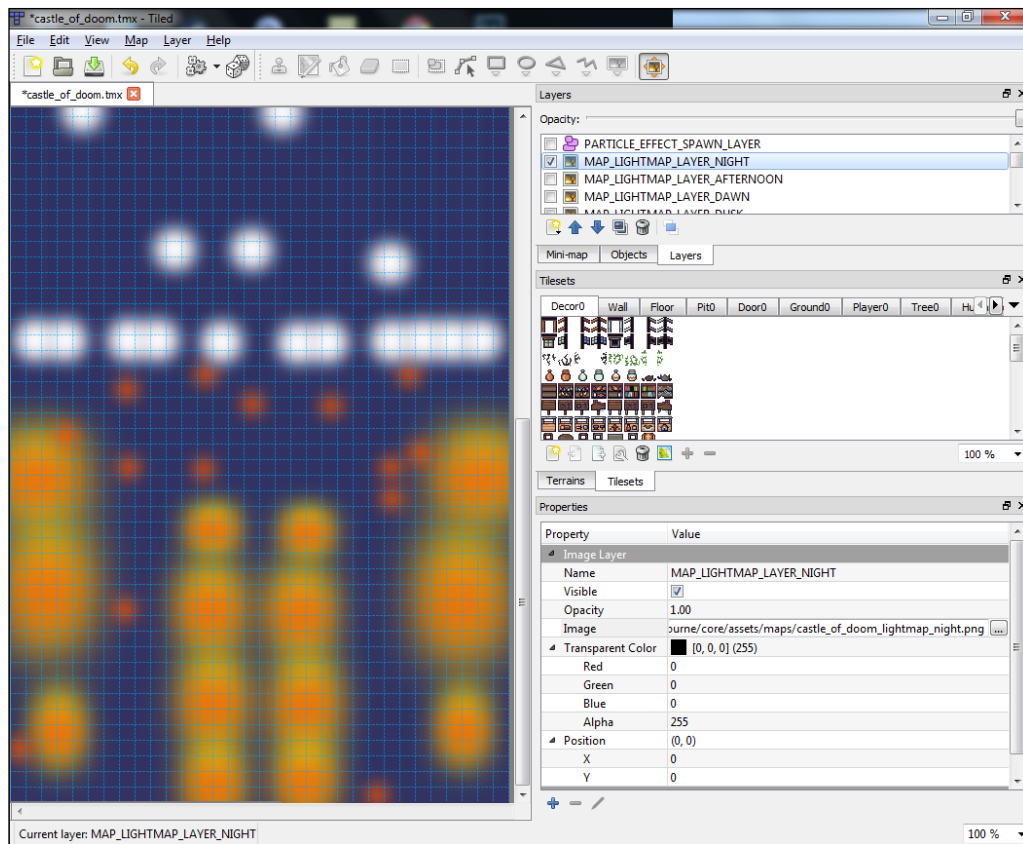 *castle_of_doom.tmx - Tiled
File Edit View Map Layer Help
*castle_of_doom.tmx
Layers
Opacity:
PARTICLE_EFFECT_SPAWN_LAYER
MAP_LIGHTMAP_LAYER_NIGHT
MAP_LIGHTMAP_LAYER_AFTERNOON
MAP_LIGHTMAP_LAYER_DAWN
MAP_LIGHTMAP_LAYER_DUSK
Mini-map Objects Layers
Tilesets
Decor0 Wall Floor Pit0 Door0 Ground0 Player0 Tree0
100 %
Terrains Tilesets
Properties
Property Value
Image Layer
Name MAP_LIGHTMAP_LAYER_NIGHT
Visible
Opacity 1.00
Image ourne/core/assets/maps/castle_of_doom_lightmap_night.png ...
Transparent Color [0, 0, 0] (255)
Red 0
Green 0
Blue 0
Alpha 255
Position (0, 0)
X 0
Y 0
Current layer: MAP_LIGHTMAP_LAYER_NIGHT
100 %